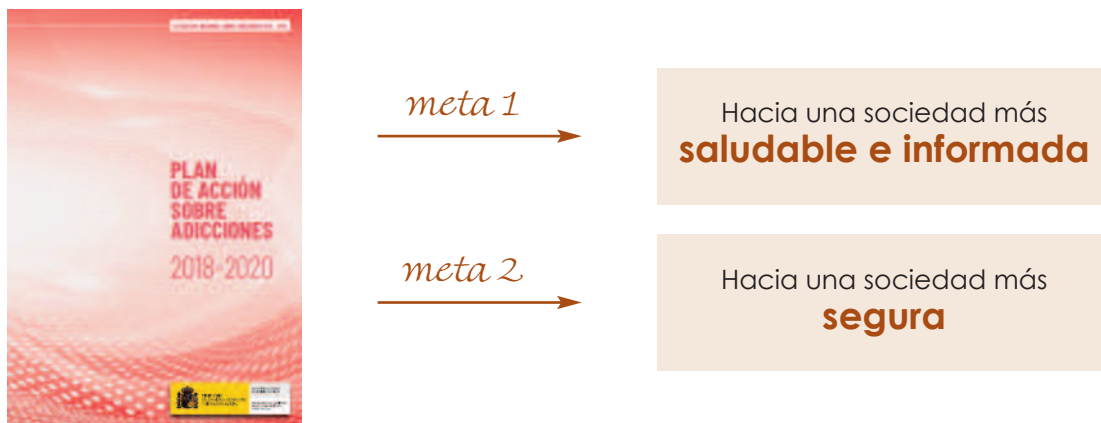 PLAN
DE ACCIÓN
SOBRE
ADICCIONES
2018-2020
meta 1
Hacia una sociedad más
saludable e informada
meta 2
Hacia una sociedad más
segura